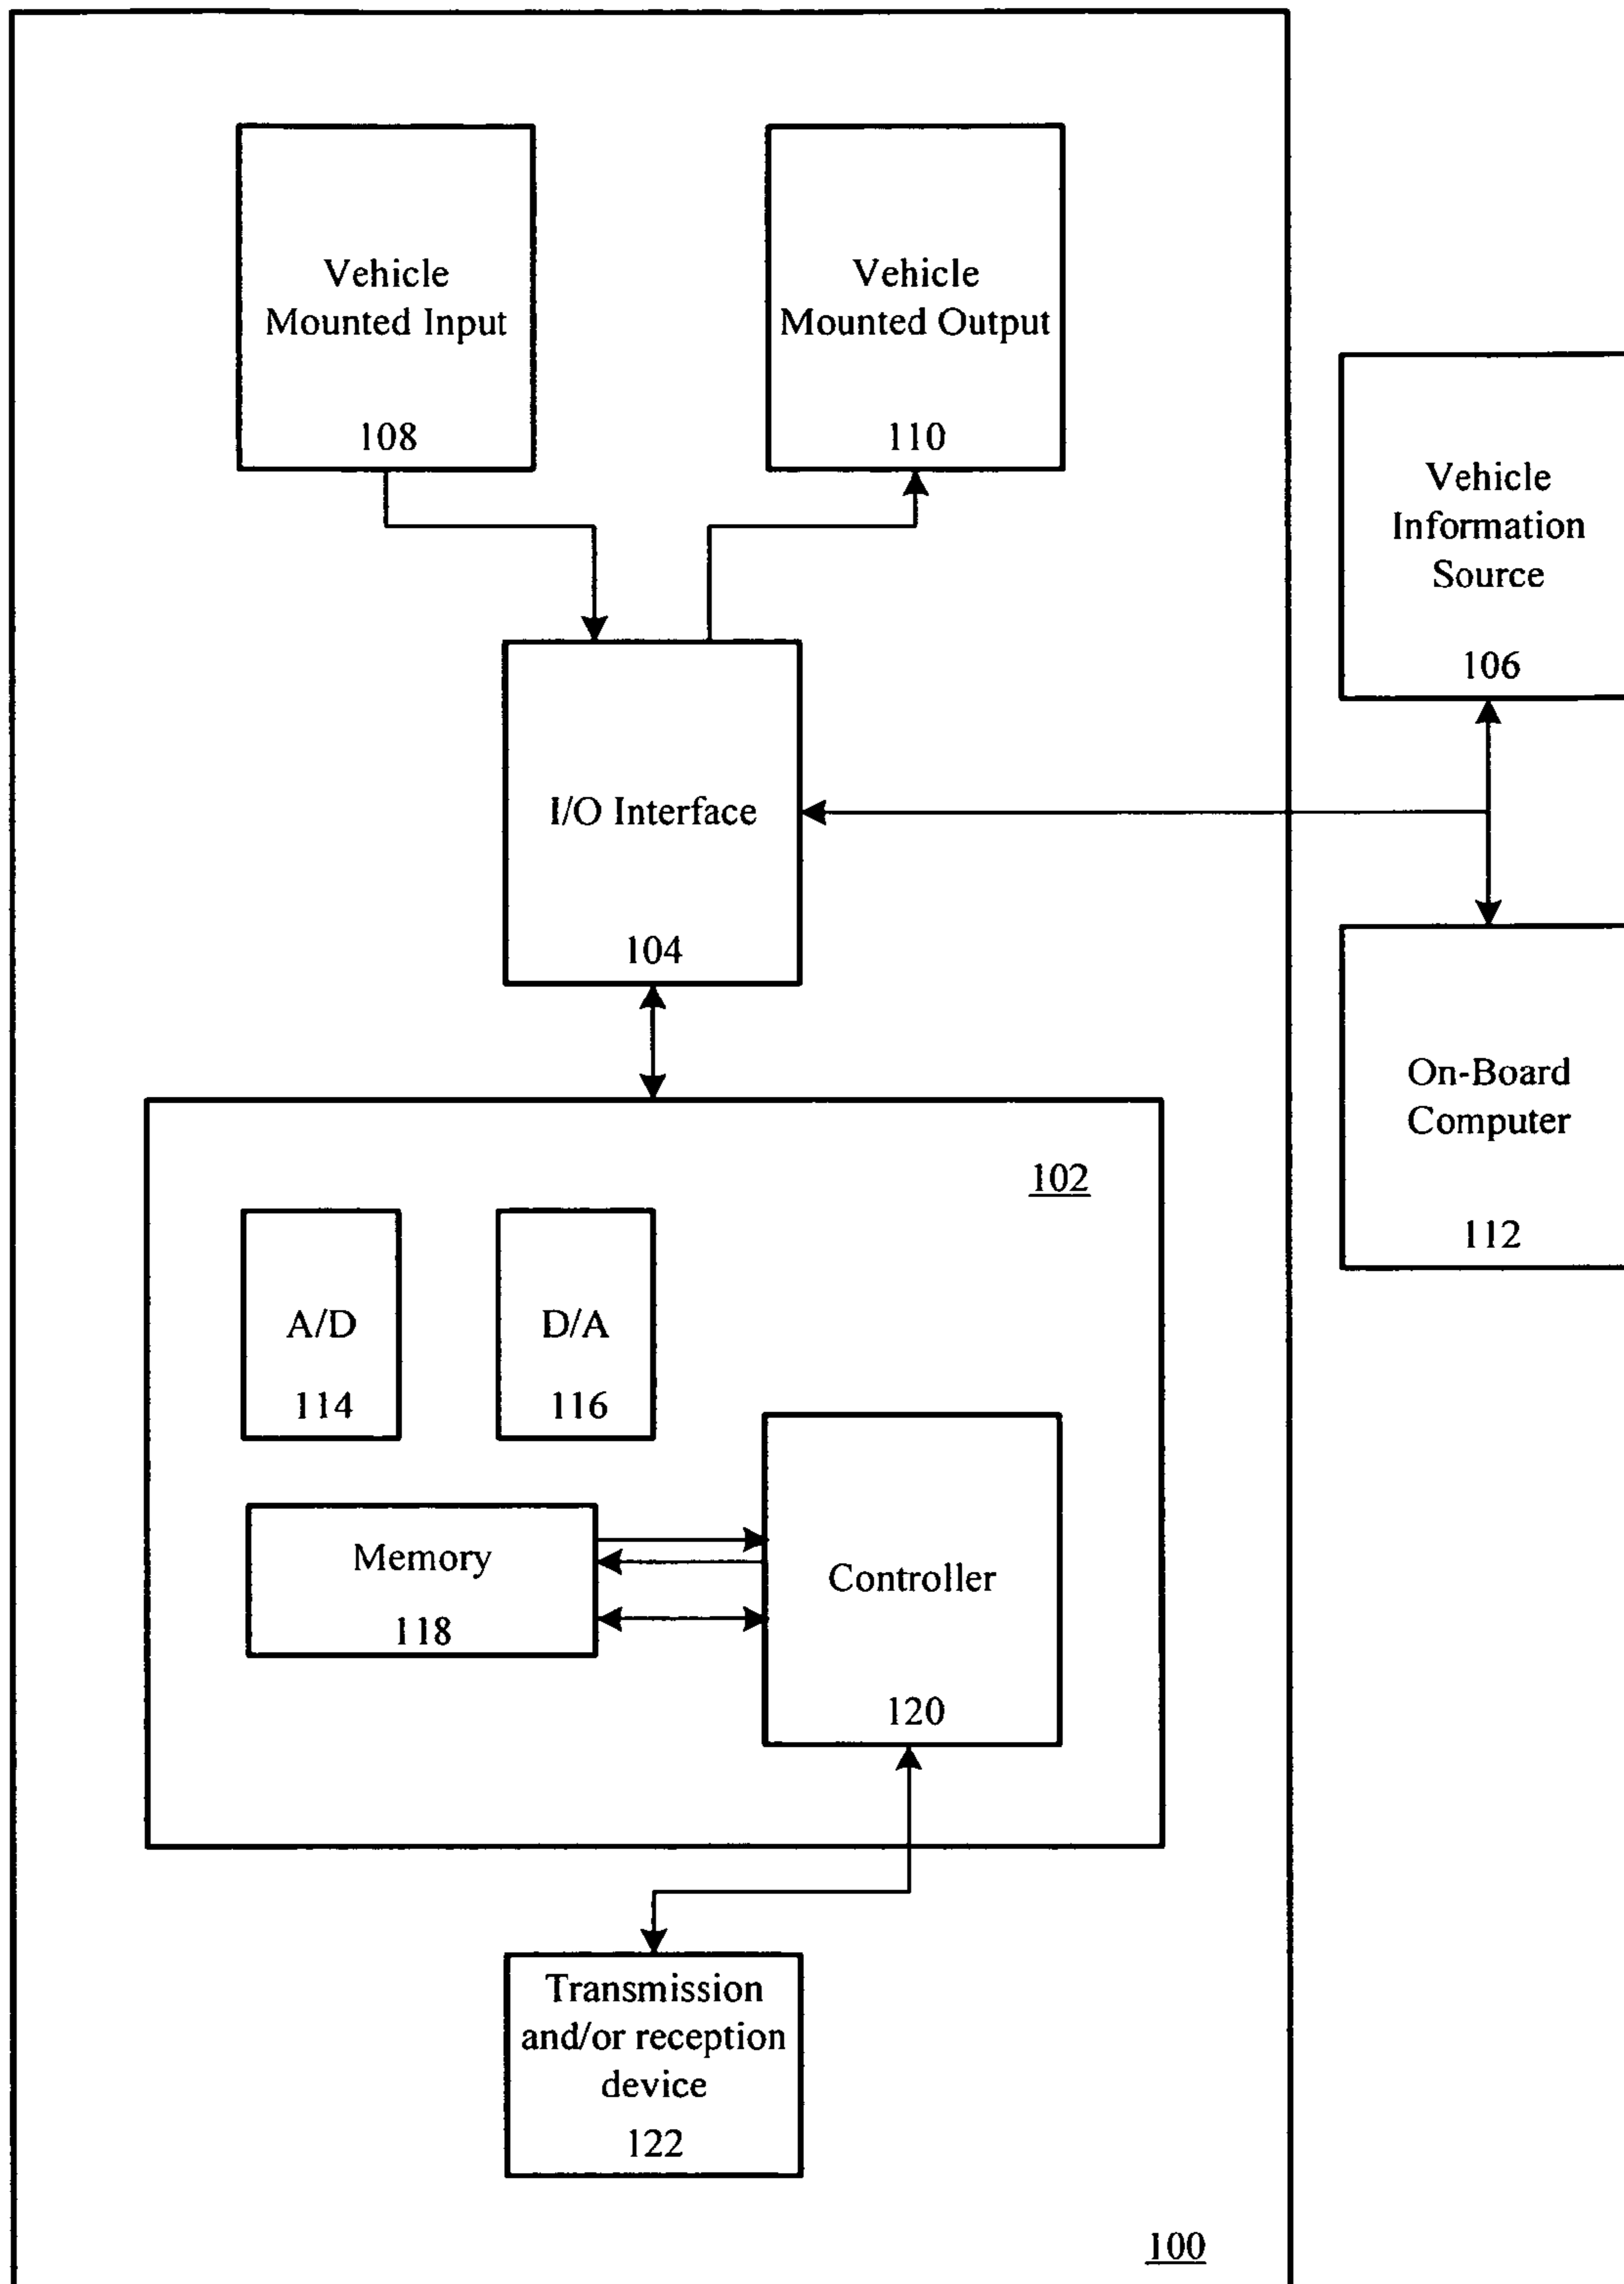 Vehicle
Mounted Input
108
Vehicle
Mounted Output
110
Vehicle
Information
Source
106
I/O Interface
104
On-Board
Computer
112
102
A/D
114
D/A
116
Memory
118
Controller
120
Transmission
and/or reception
device
122
100